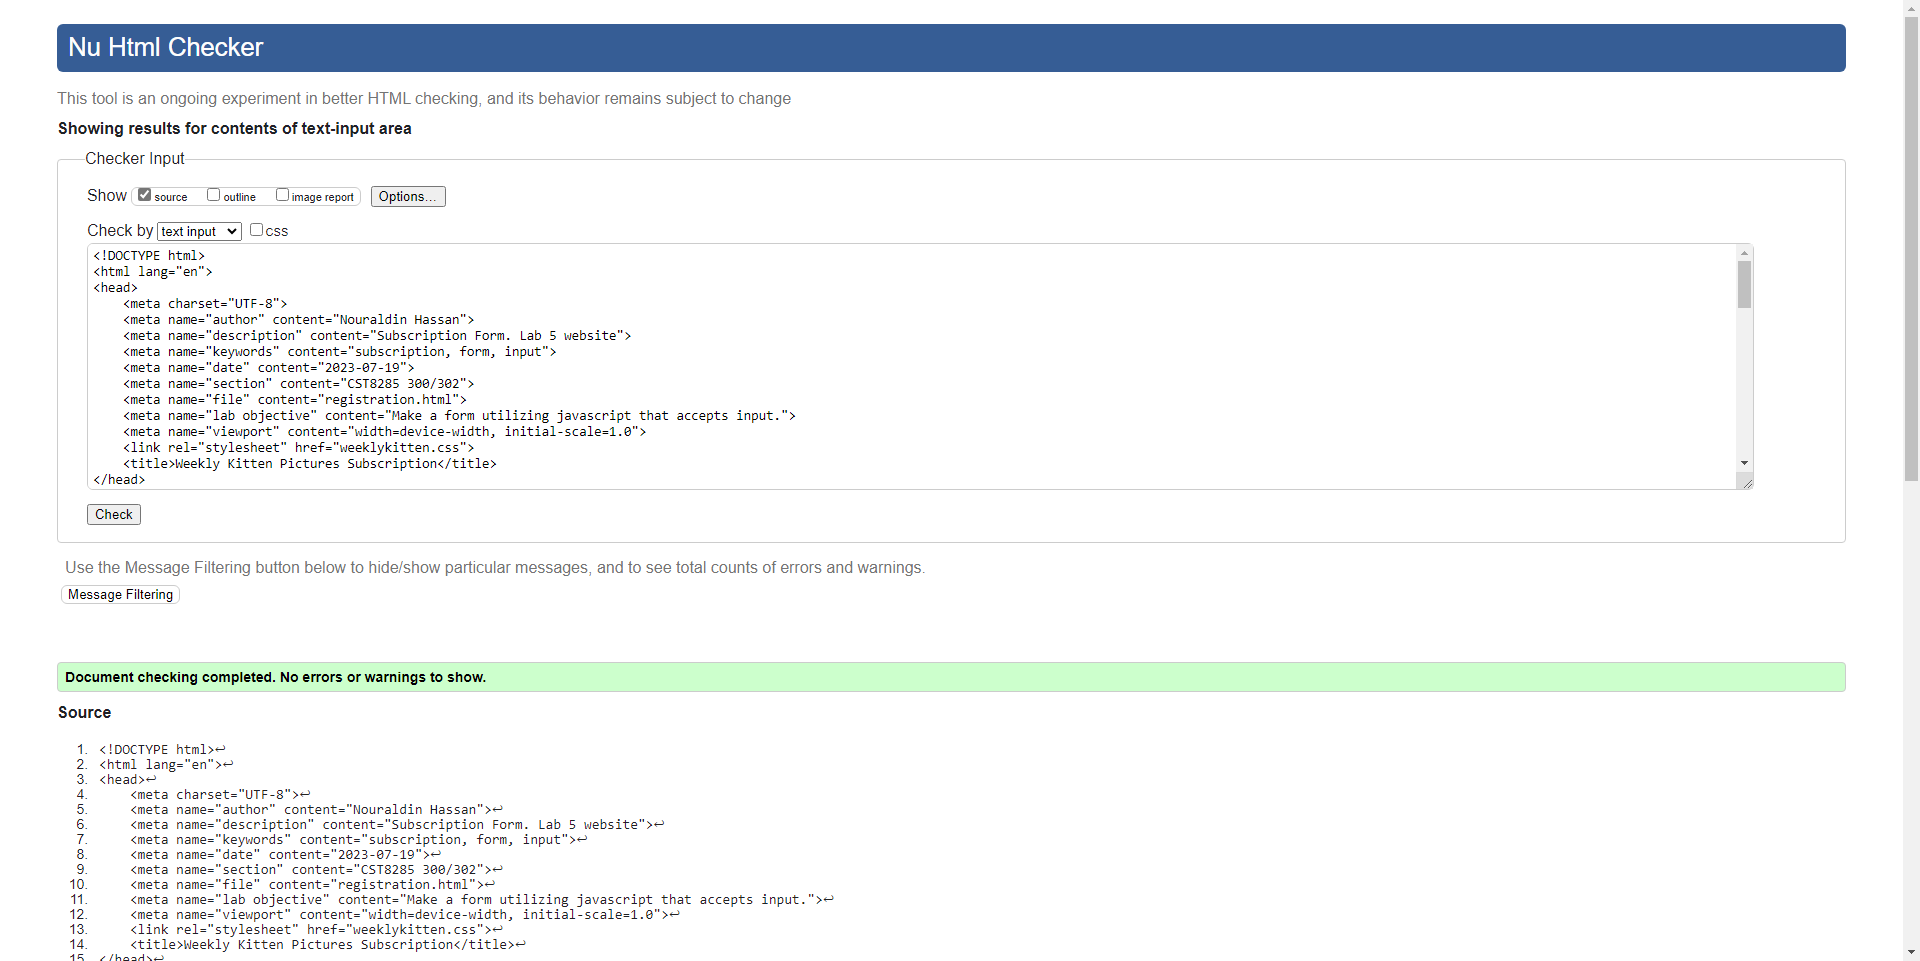 Nu Html Checker
This tool is an ongoing experiment in better HTML checking, and its behavior remains subject to change
Showing results for contents of text-input area
Checker Input
Show source outline image report Options...
Check by text input css
<!DOCTYPE html>
<html lang="en">
<head>
    <meta charset="UTF-8">
    <meta name="author" content="Nouraldin Hassan">
    <meta name="description" content="Subscription Form. Lab 5 website">
    <meta name="keywords" content="subscription, form, input">
    <meta name="date" content="2023-07-19">
    <meta name="section" content="CST8285 300/302">
    <meta name="file" content="registration.html">
    <meta name="lab objective" content="Make a form utilizing javascript that accepts input.">
    <meta name="viewport" content="width=device-width, initial-scale=1.0">
    <link rel="stylesheet" href="weeklykitten.css">
    <title>Weekly Kitten Pictures Subscription</title>
</head>
Check
Use the Message Filtering button below to hide/show particular messages, and to see total counts of errors and warnings.
Message Filtering
Document checking completed. No errors or warnings to show.
Source
1. <!DOCTYPE html>↩
2. <html lang="en">↩
3. <head>↩
4.     <meta charset="UTF-8">↩
5.     <meta name="author" content="Nouraldin Hassan">↩
6.     <meta name="description" content="Subscription Form. Lab 5 website">↩
7.     <meta name="keywords" content="subscription, form, input">↩
8.     <meta name="date" content="2023-07-19">↩
9.     <meta name="section" content="CST8285 300/302">↩
10.     <meta name="file" content="registration.html">↩
11.     <meta name="lab objective" content="Make a form utilizing javascript that accepts input.">↩
12.     <meta name="viewport" content="width=device-width, initial-scale=1.0">↩
13.     <link rel="stylesheet" href="weeklykitten.css">↩
14.     <title>Weekly Kitten Pictures Subscription</title>↩
15. </head>↩